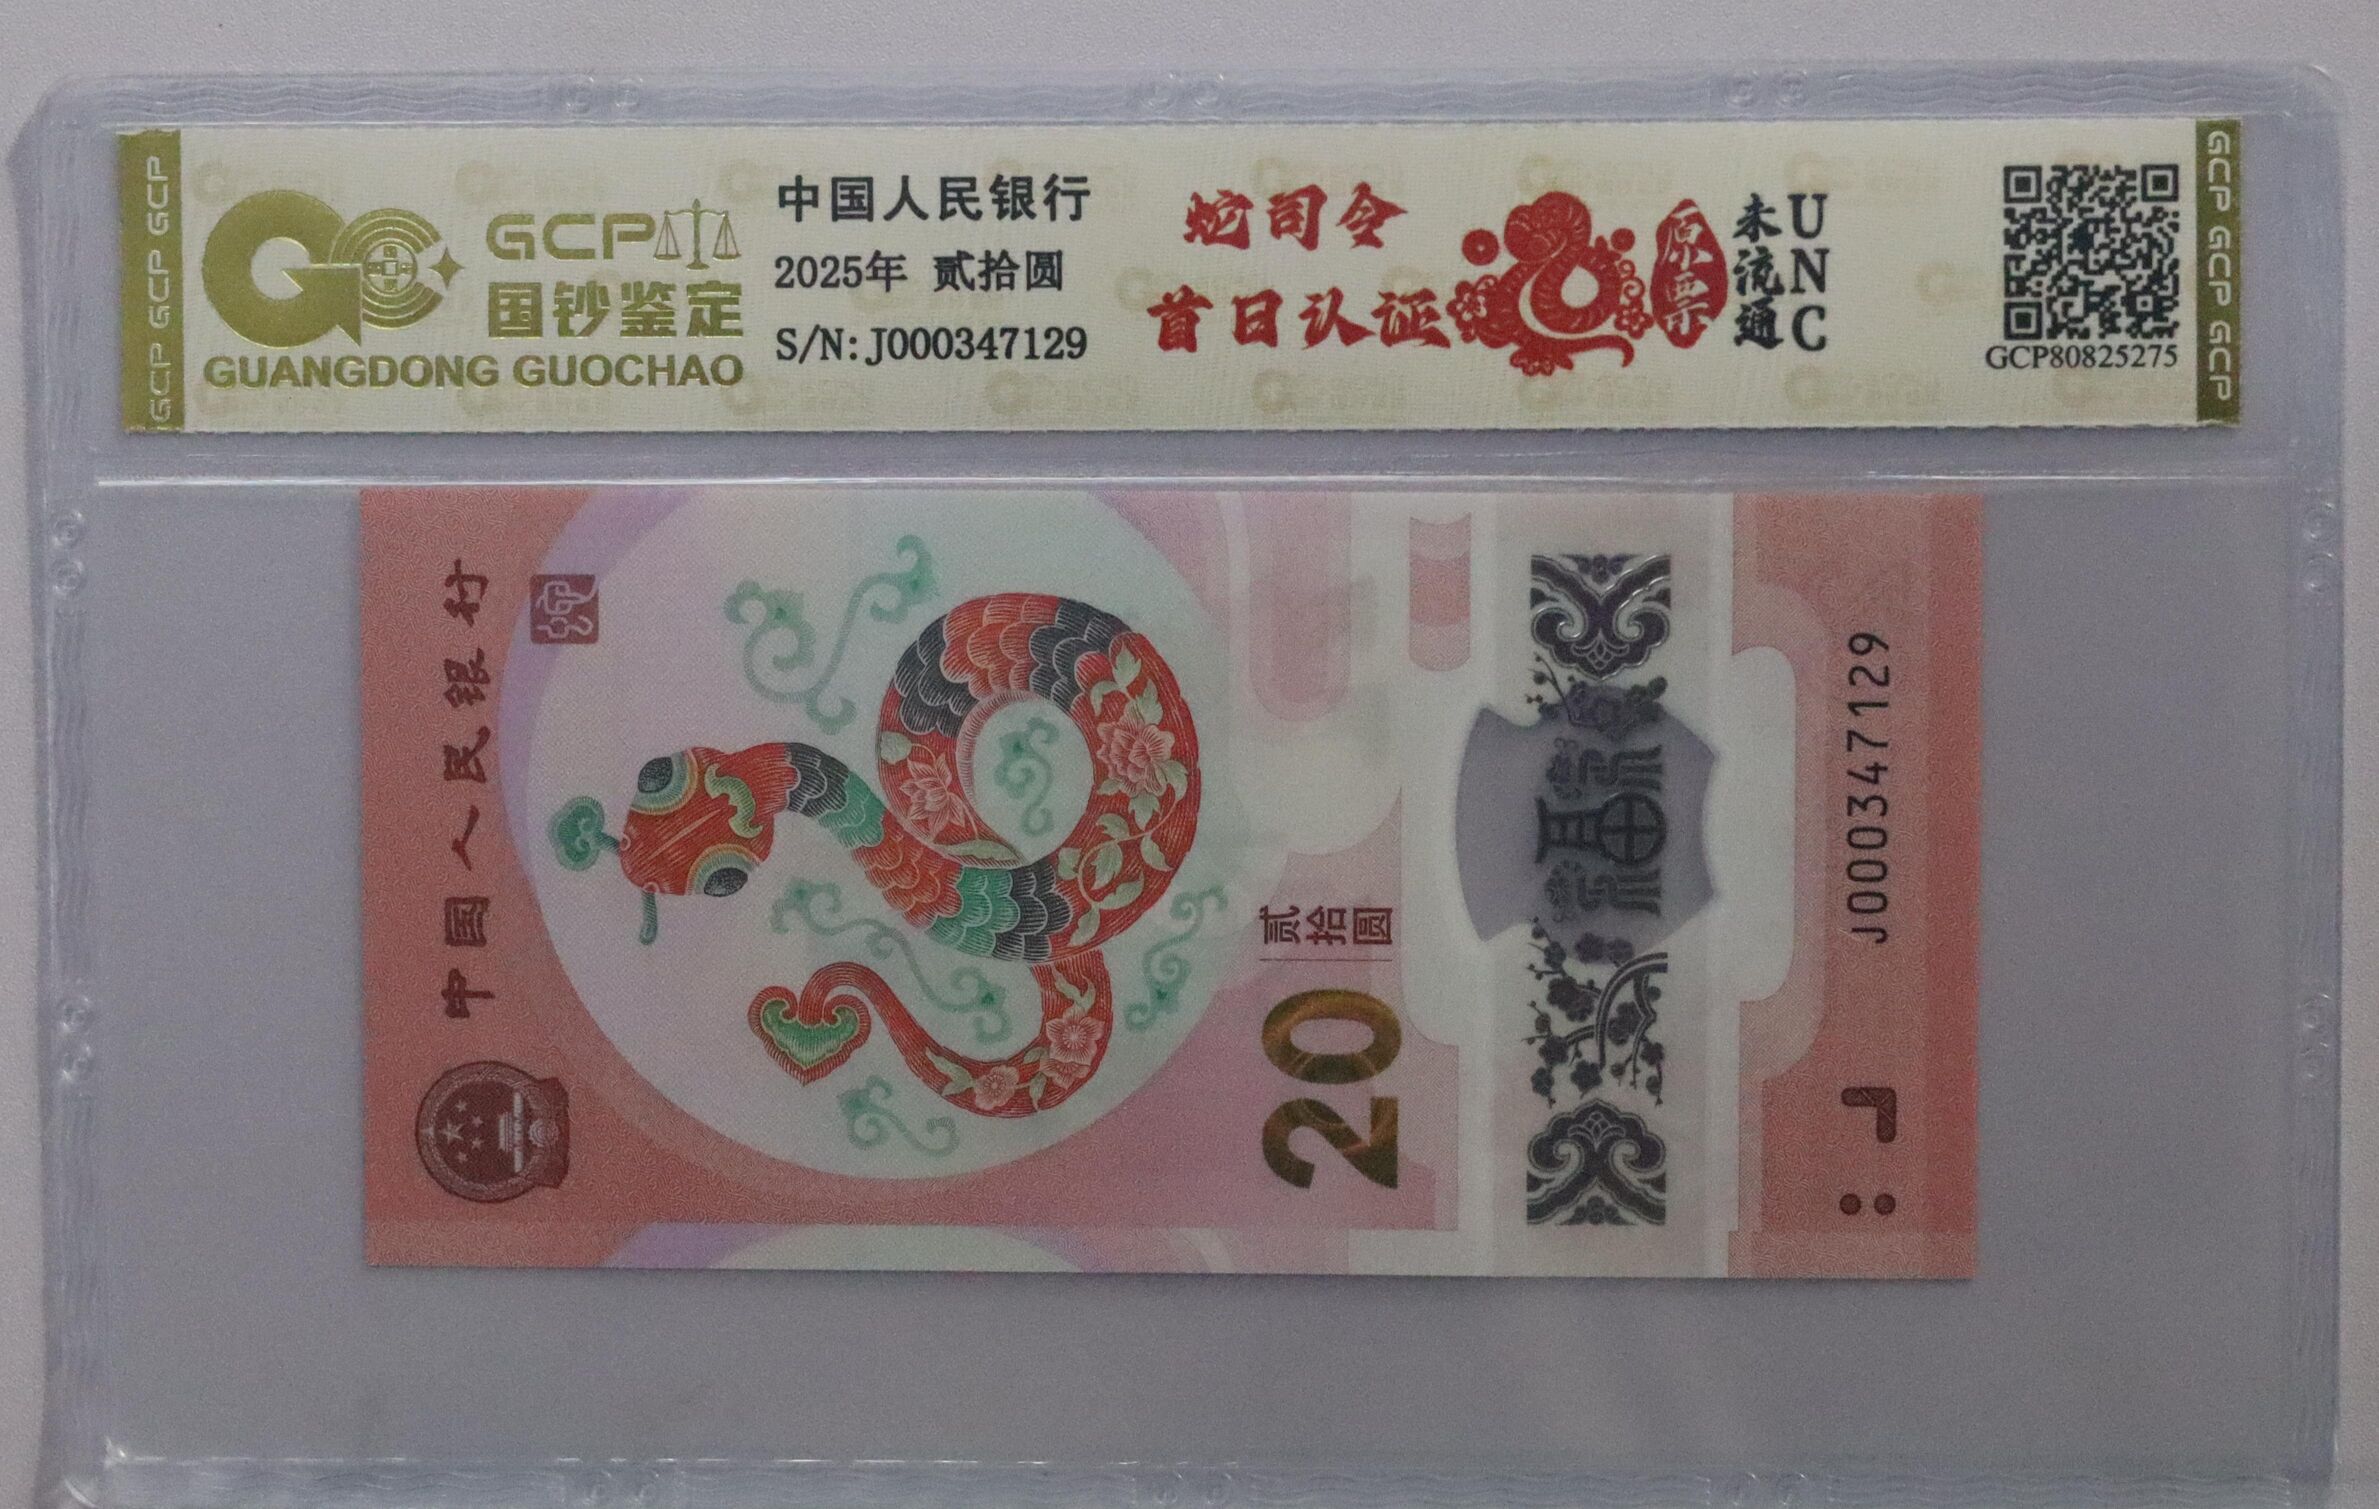 GCP GCP GCP
GCP
国钞鉴定
GUANGDONG GUOCHAO
中国人民银行
2025年 贰拾圆
S/N:J000347129
蛇司令
首日认证
原票
未流通
UNC
GCP80825275
GCP GCP GCP
中国人民银行
蛇
20
贰拾圆
福
J000347129